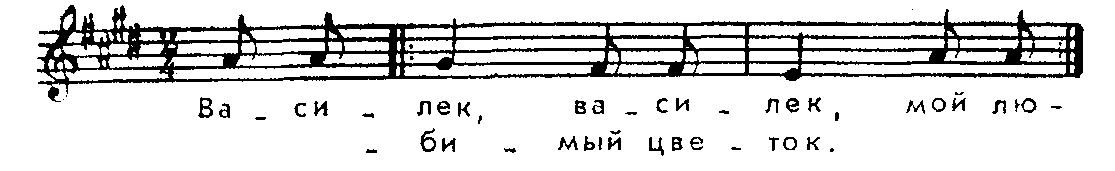 Ва - си - лек, ва - си - лек, мой лю -
- би - мый цве - ток.